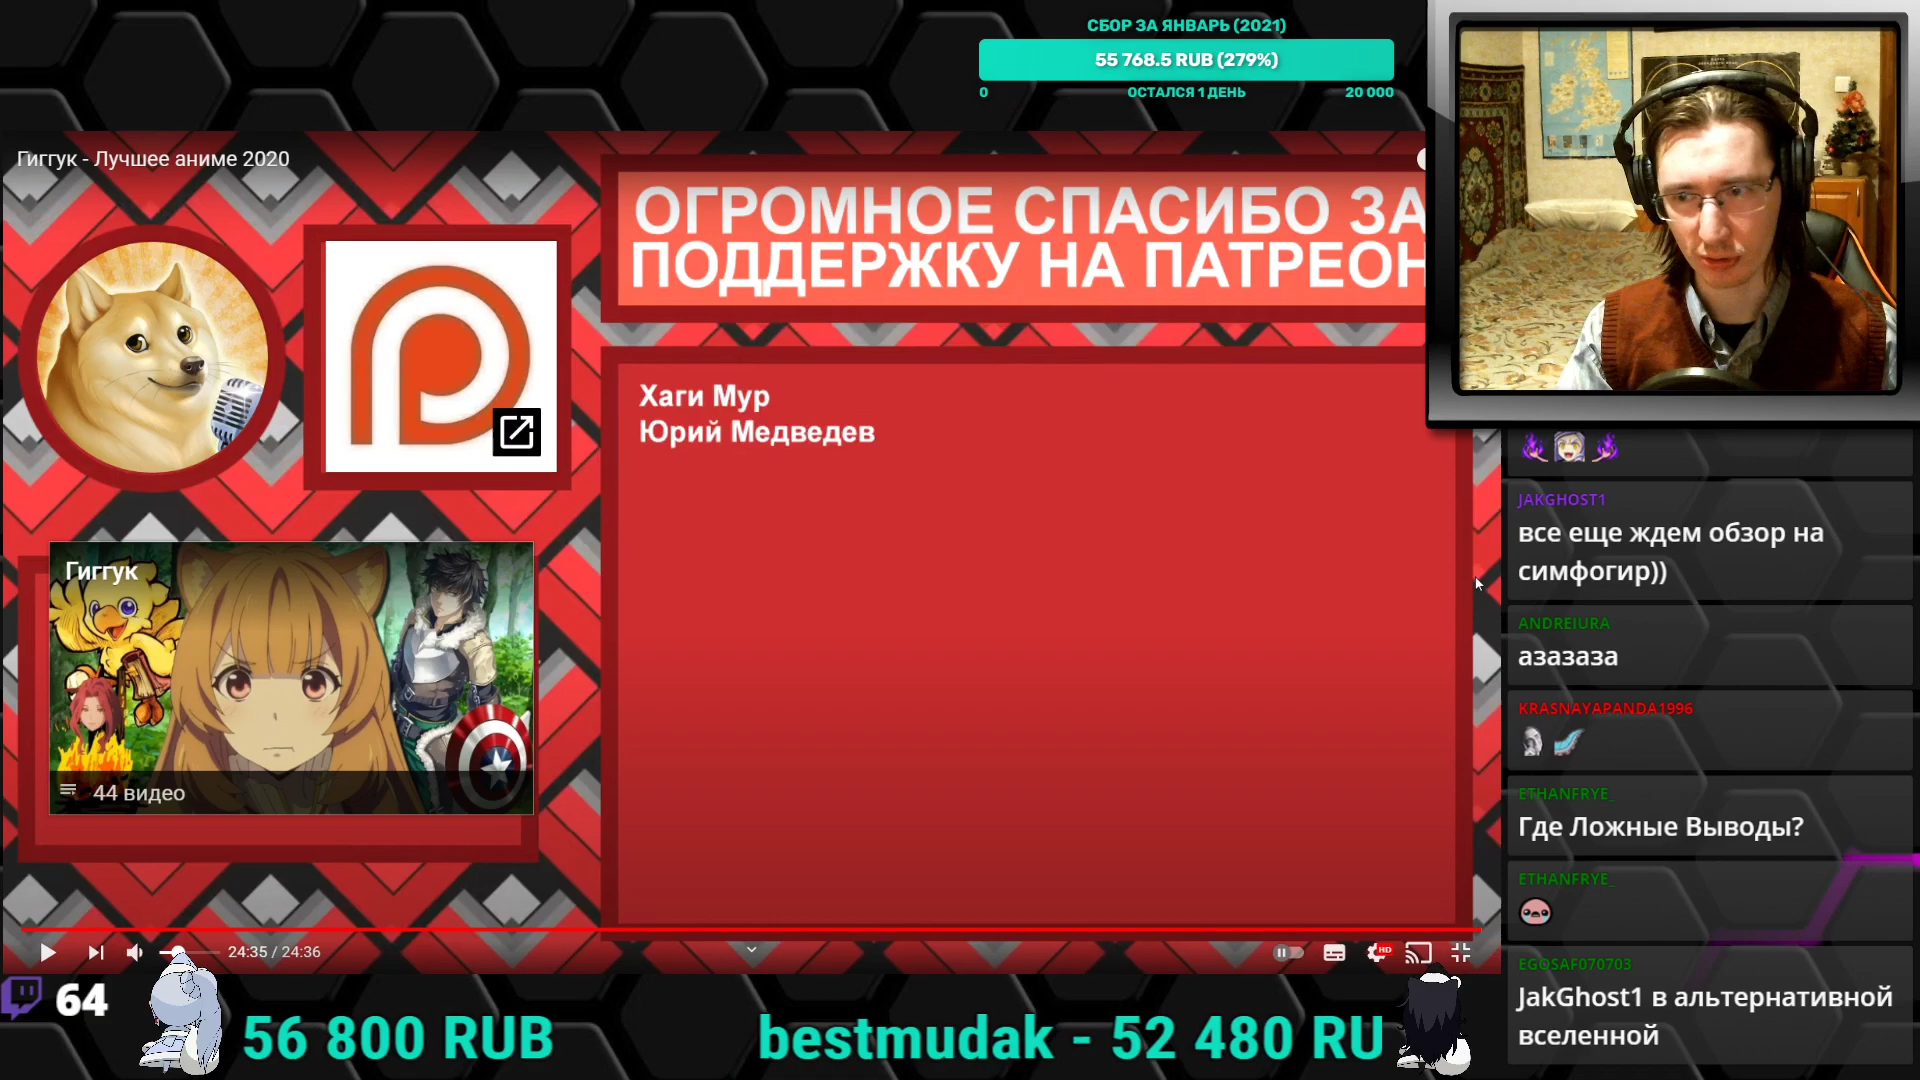 СБОР ЗА ЯНВАРЬ (2021)
55 768.5 RUB (279%)
0 ОСТАЛСЯ 1 ДЕНЬ 20 000
Гиггук - Лучшее аниме 2020
ОГРОМНОЕ СПАСИБО ЗА
ПОДДЕРЖКУ НА ПАТРЕОН
Хаги Мур
Юрий Медведев
Гиггук
44 видео
24:35 / 24:36
HD
64
56 800 RUB
bestmudak - 52 480 RU
JAKGHOST1
все еще ждем обзор на
симфогир))
ANDREIURA
азазаза
KRASNAYAPANDA1996
ETHANFRYE_
Где Ложные Выводы?
ETHANFRYE_
EGOSAF070703
JakGhost1 в альтернативной
вселенной